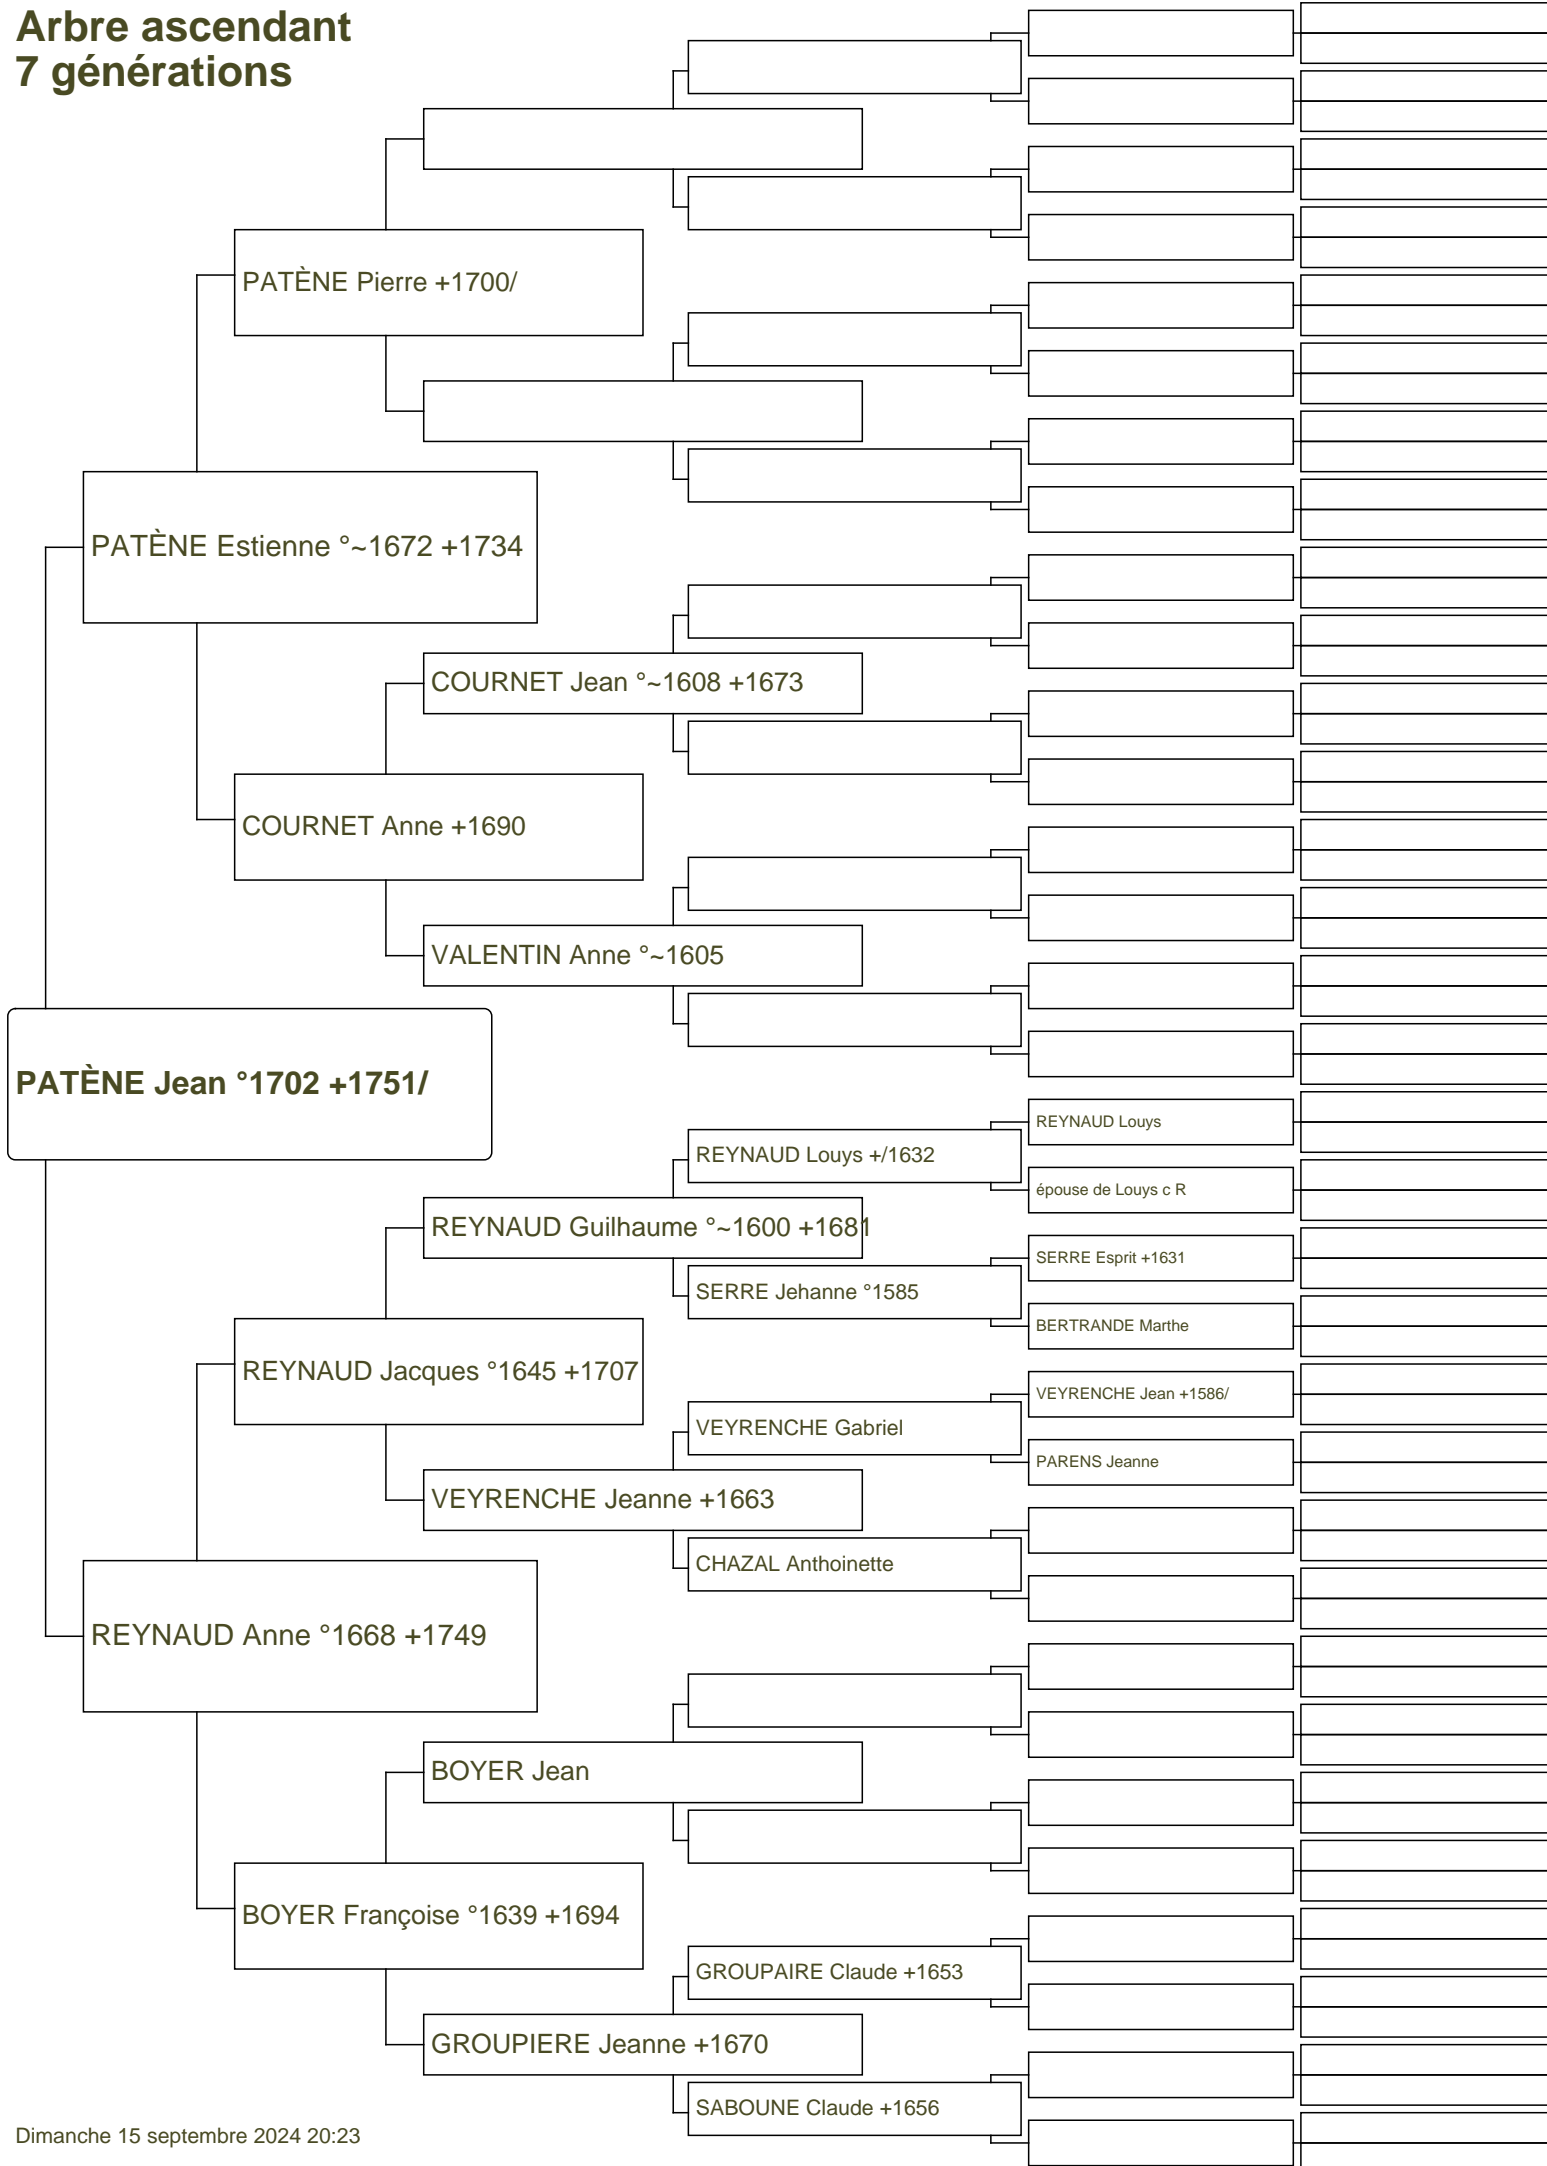 Arbre ascendant
7 générations
PATÈNE Pierre +1700/
PATÈNE Estienne °~1672 +1734
COURNET Jean °~1608 +1673
COURNET Anne +1690
VALENTIN Anne °~1605
PATÈNE Jean °1702 +1751/
REYNAUD Louys
REYNAUD Louys +/1632
épouse de Louys c R
REYNAUD Guilhaume °~1600 +1681
SERRE Esprit +1631
SERRE Jehanne °1585
BERTRANDE Marthe
REYNAUD Jacques °1645 +1707
VEYRENCHE Jean +1586/
VEYRENCHE Gabriel
PARENS Jeanne
VEYRENCHE Jeanne +1663
CHAZAL Anthoinette
REYNAUD Anne °1668 +1749
BOYER Jean
BOYER Françoise °1639 +1694
GROUPAIRE Claude +1653
GROUPIERE Jeanne +1670
SABOUNE Claude +1656
Dimanche 15 septembre 2024 20:23